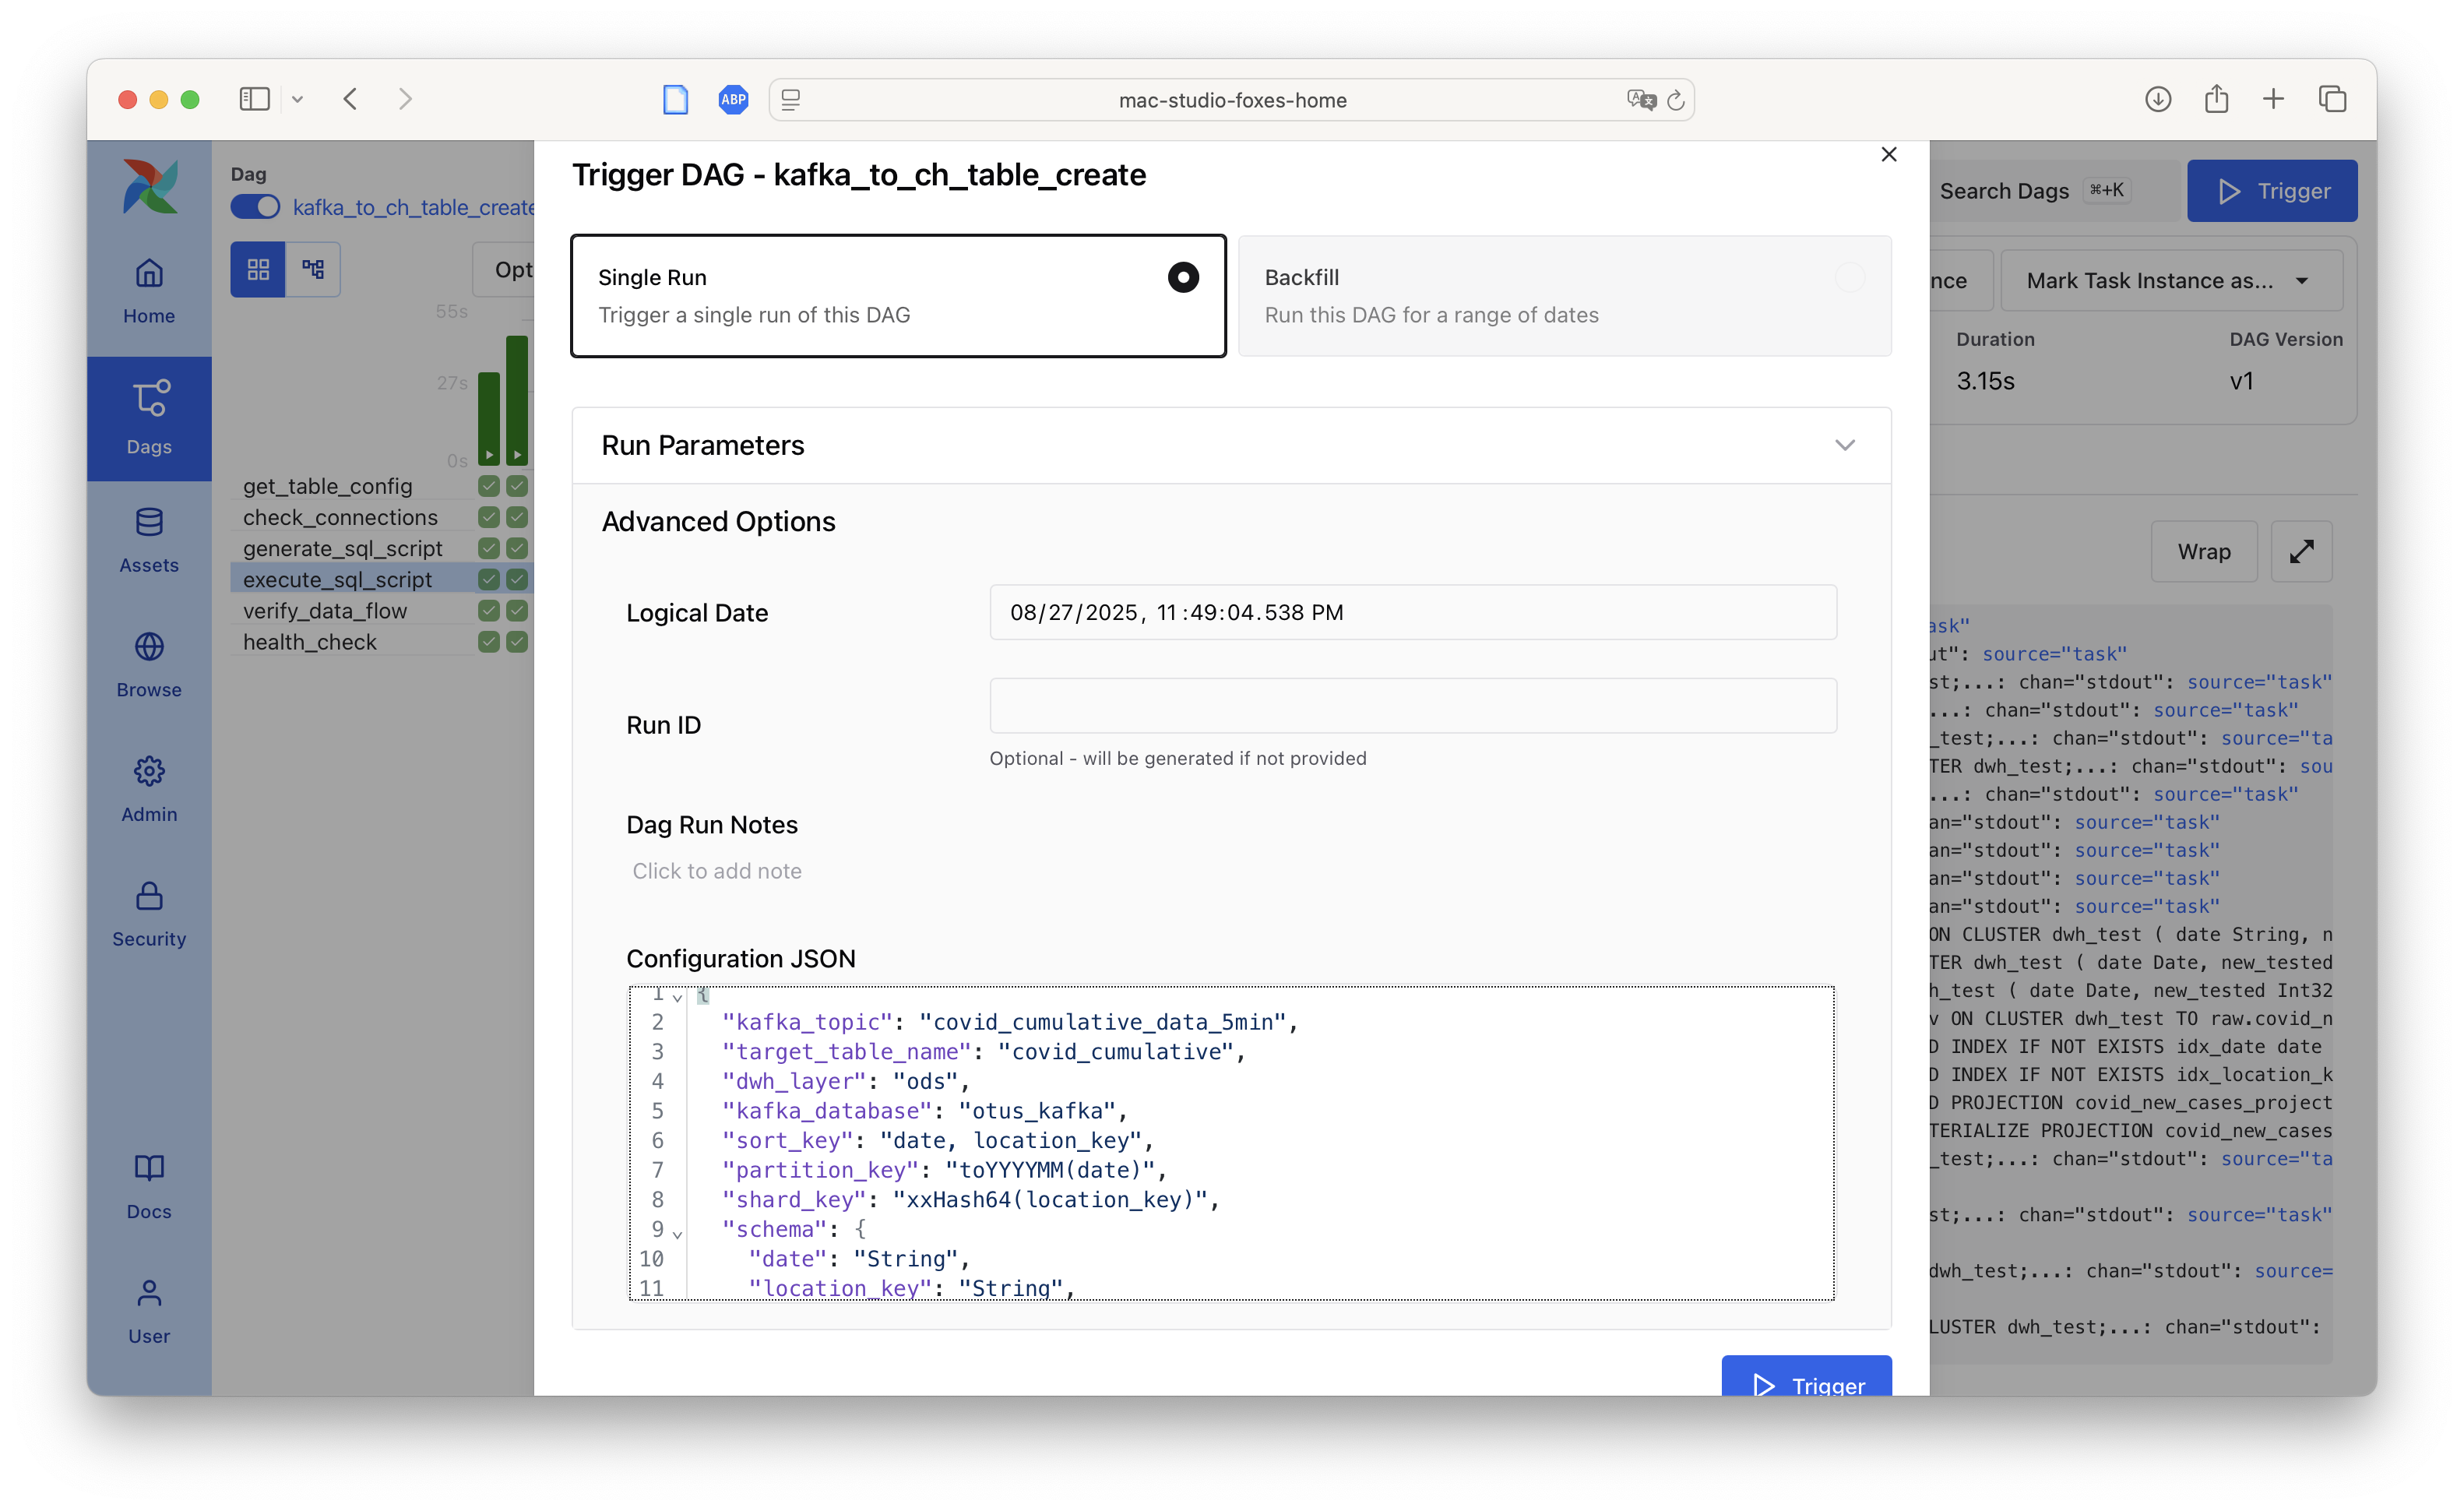 ABP
mac-studio-foxes-home
Home
Dags
Assets
Browse
Admin
Security
Docs
User
Dag
kafka_to_ch_table_create
Opt
55s
27s
0s
get_table_config
check_connections
generate_sql_script
execute_sql_script
verify_data_flow
health_check
Trigger DAG - kafka_to_ch_table_create
Single Run
Trigger a single run of this DAG
Backfill
Run this DAG for a range of dates
Run Parameters
Advanced Options
Logical Date
08/27/2025, 11:49:04.538 PM
Run ID
Optional - will be generated if not provided
Dag Run Notes
Click to add note
Configuration JSON
1 {
2 "kafka_topic": "covid_cumulative_data_5min",
3 "target_table_name": "covid_cumulative",
4 "dwh_layer": "ods",
5 "kafka_database": "otus_kafka",
6 "sort_key": "date, location_key",
7 "partition_key": "toYYYYMM(date)",
8 "shard_key": "xxHash64(location_key)",
9 "schema": {
10 "date": "String",
11 "location_key": "String",
Trigger
Search Dags ⌘+K
Trigger
nce
Mark Task Instance as...
Duration
3.15s
DAG Version
v1
Wrap
ask"
ut": source="task"
st;...: chan="stdout": source="task"
...: chan="stdout": source="task"
_test;...: chan="stdout": source="ta
TER dwh_test;...: chan="stdout": sou
...: chan="stdout": source="task"
an="stdout": source="task"
an="stdout": source="task"
an="stdout": source="task"
an="stdout": source="task"
ON CLUSTER dwh_test ( date String, n
TER dwh_test ( date Date, new_tested
h_test ( date Date, new_tested Int32
v ON CLUSTER dwh_test TO raw.covid_n
D INDEX IF NOT EXISTS idx_date date
D INDEX IF NOT EXISTS idx_location_k
D PROJECTION covid_new_cases_project
TERIALIZE PROJECTION covid_new_cases
_test;...: chan="stdout": source="ta
st;...: chan="stdout": source="task"
dwh_test;...: chan="stdout": source=
LUSTER dwh_test;...: chan="stdout":